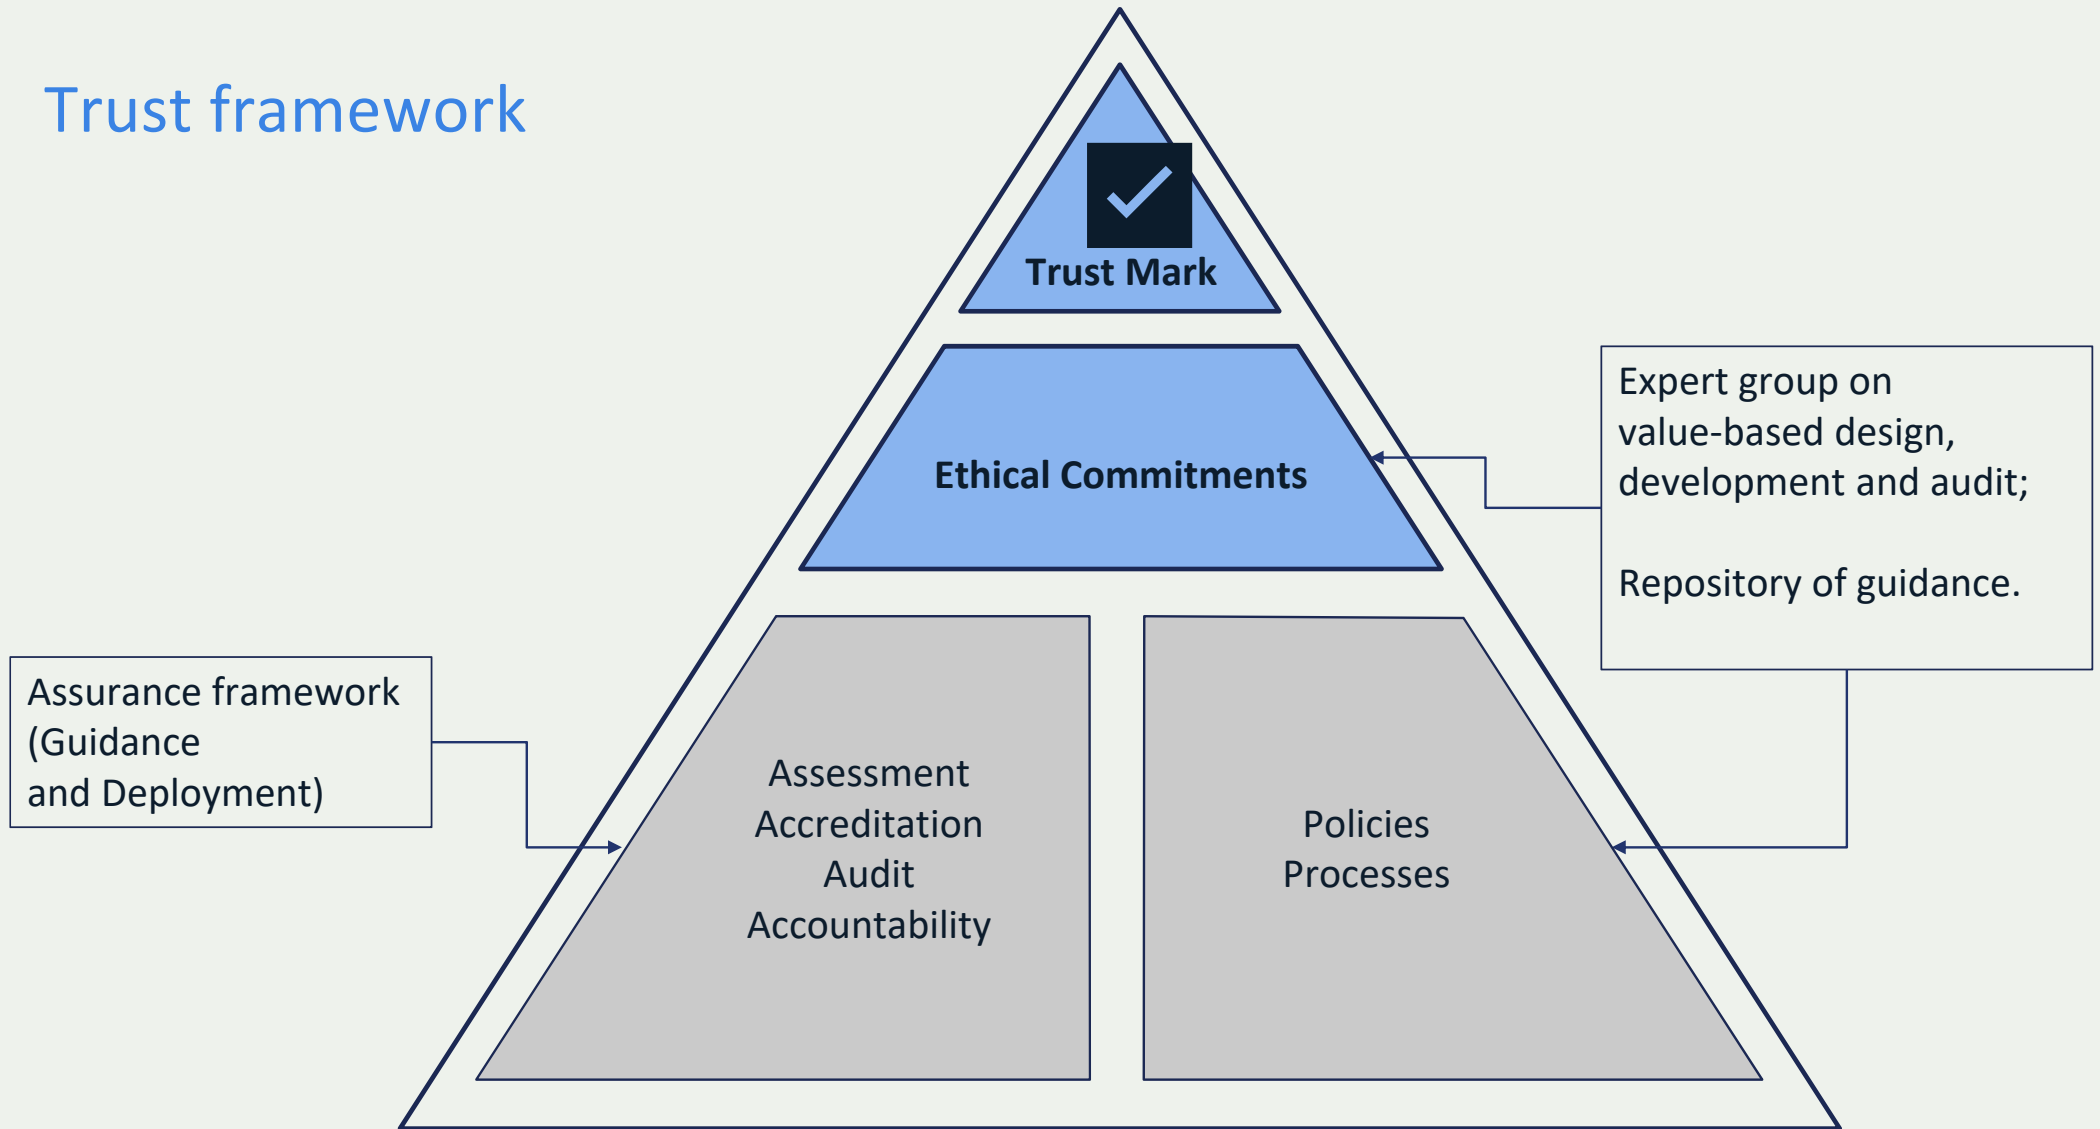 Trust framework
Trust Mark
Ethical Commitments
Expert group on
value-based design,
development and audit;
Repository of guidance.
Assurance framework
(Guidance
and Deployment)
Assessment
Accreditation
Audit
Accountability
Policies
Processes